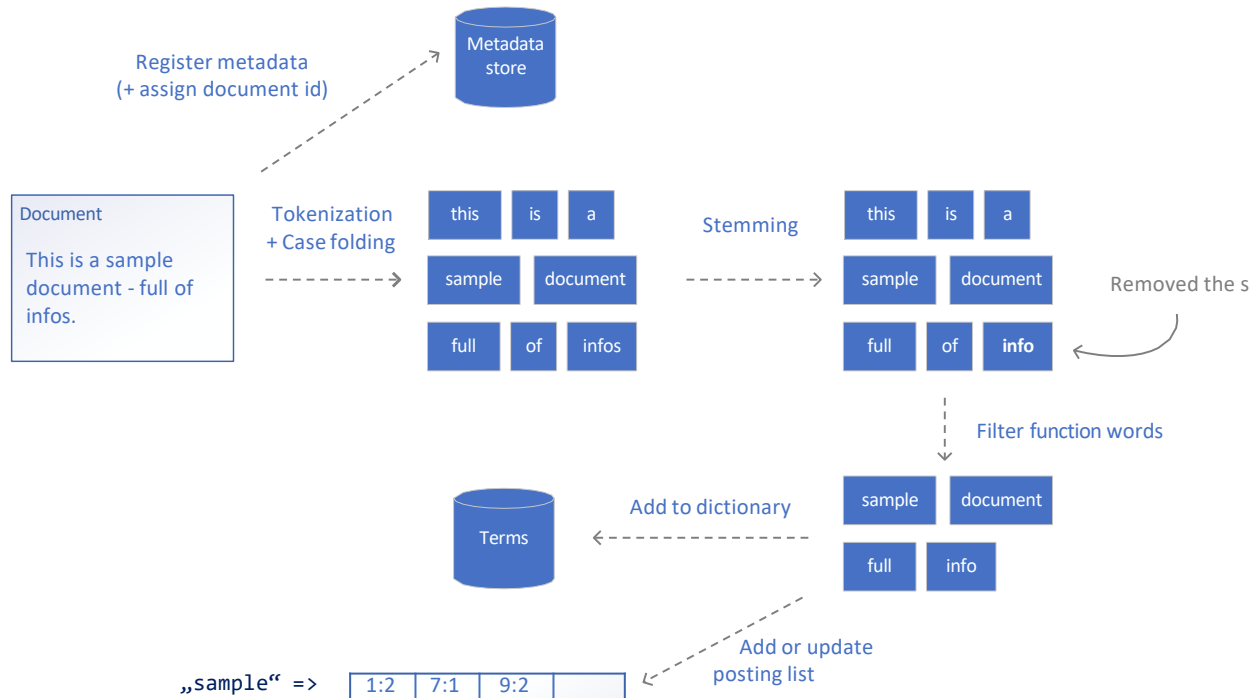 Metadata
store
Register metadata
(+ assign document id)
Document
This is a sample
document - full of
infos.
Tokenization
+ Case folding
this is a
sample document
full of infos
Stemming
this is a
sample document
full of info
Removed the s
Filter function words
sample document
full info
Add to dictionary
Terms
Add or update
posting list
„sample“ => 1:2 7:1 9:2